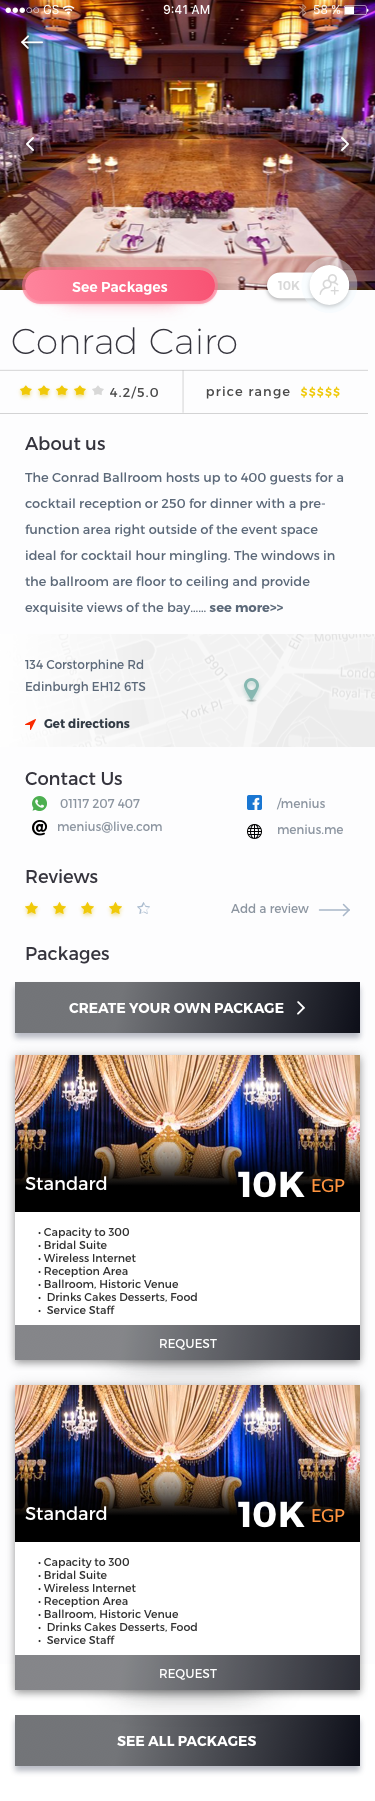 GS 9:41 AM 58 %
See Packages 10K
Conrad Cairo
4.2/5.0 price range $$$$$
About us
The Conrad Ballroom hosts up to 400 guests for a
cocktail reception or 250 for dinner with a pre-
function area right outside of the event space
ideal for cocktail hour mingling. The windows in
the ballroom are floor to ceiling and provide
exquisite views of the bay...... see more>>
134 Corstorphine Rd
Edinburgh EH12 6TS
B901
York Pl
Royal Te
Get directions
Contact Us
01117 207 407 /menius
@ menius@live.com menius.me
Reviews
Add a review
Packages
CREATE YOUR OWN PACKAGE
Standard 10K EGP
• Capacity to 300
• Bridal Suite
• Wireless Internet
• Reception Area
• Ballroom, Historic Venue
• Drinks Cakes Desserts, Food
• Service Staff
REQUEST
Standard 10K EGP
• Capacity to 300
• Bridal Suite
• Wireless Internet
• Reception Area
• Ballroom, Historic Venue
• Drinks Cakes Desserts, Food
• Service Staff
REQUEST
SEE ALL PACKAGES